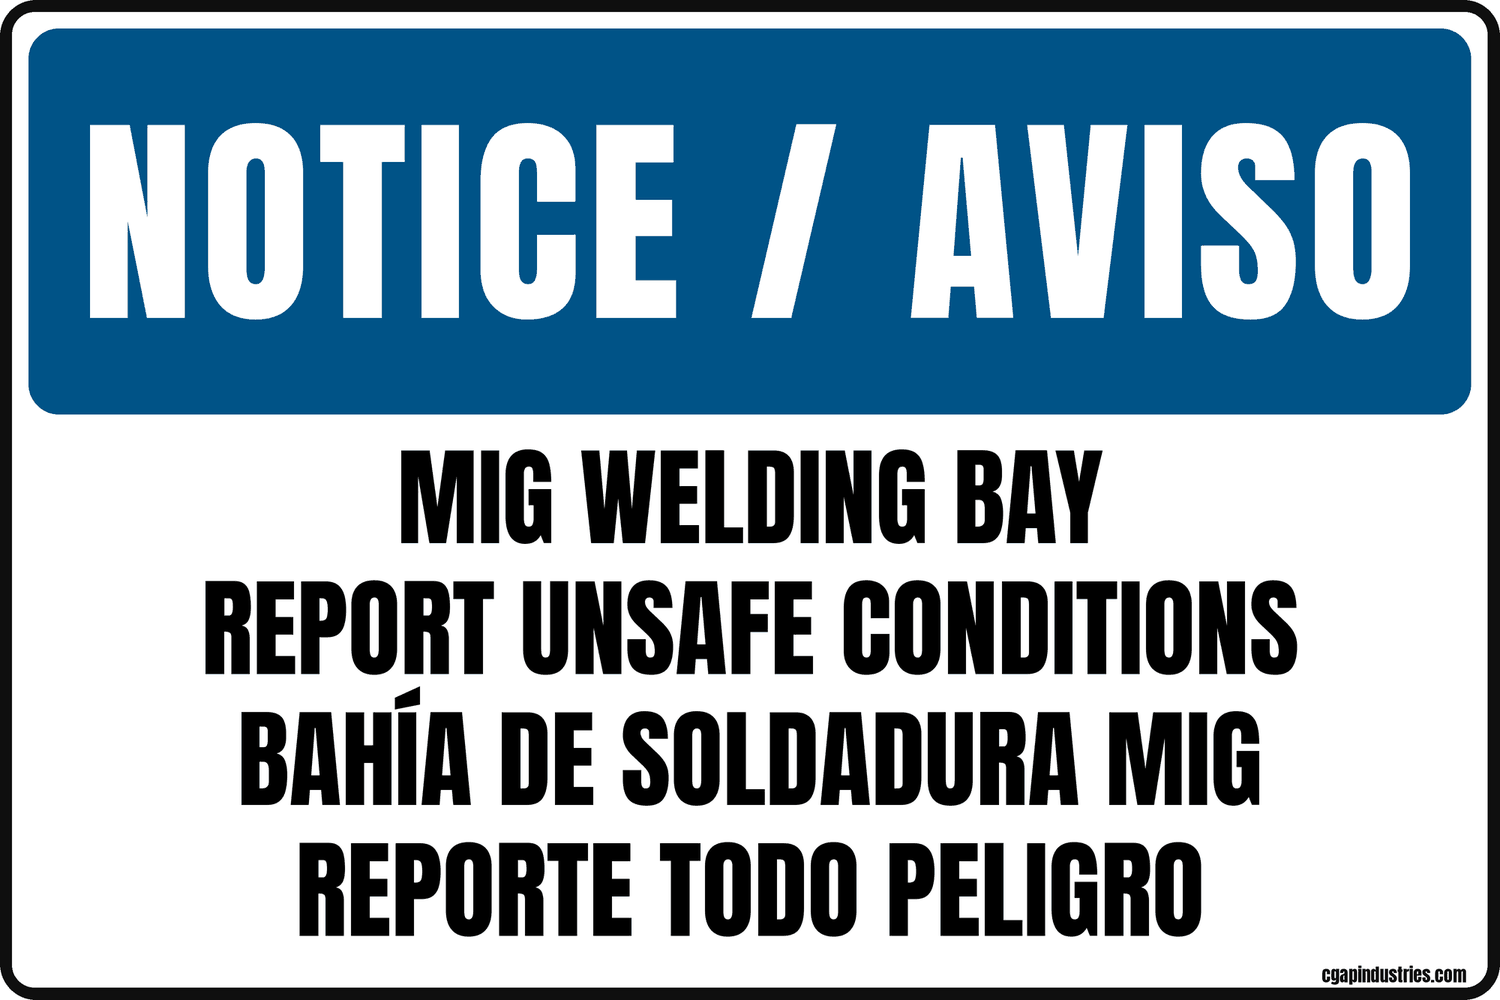 NOTICE / AVISO
MIG WELDING BAY
REPORT UNSAFE CONDITIONS
BAHÍA DE SOLDADURA MIG
REPORTE TODO PELIGRO
cgapindustries.com